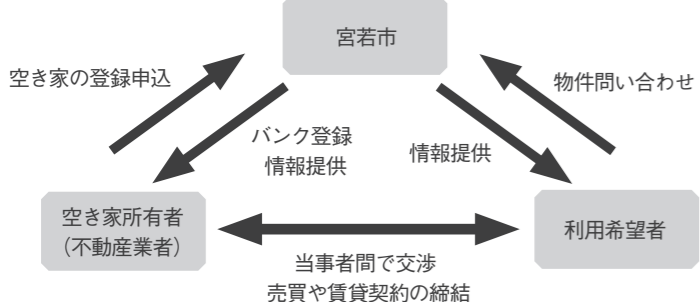 宮若市
空き家の登録申込
物件問い合わせ
バンク登録
情報提供
情報提供
空き家所有者
（不動産業者）
利用希望者
当事者間で交渉
売買や賃貸契約の締結